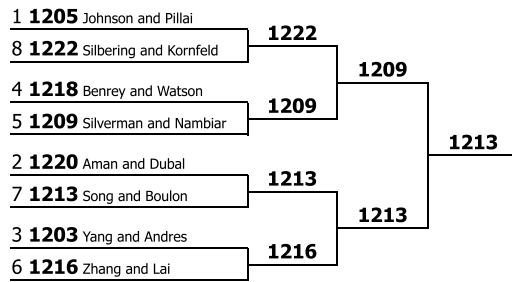 1 1205 Johnson and Pillai
8 1222 Silbering and Kornfeld
4 1218 Benrey and Watson
5 1209 Silverman and Nambiar
2 1220 Aman and Dubal
7 1213 Song and Boulon
3 1203 Yang and Andres
6 1216 Zhang and Lai
1222
1209
1213
1216
1209
1213
1213